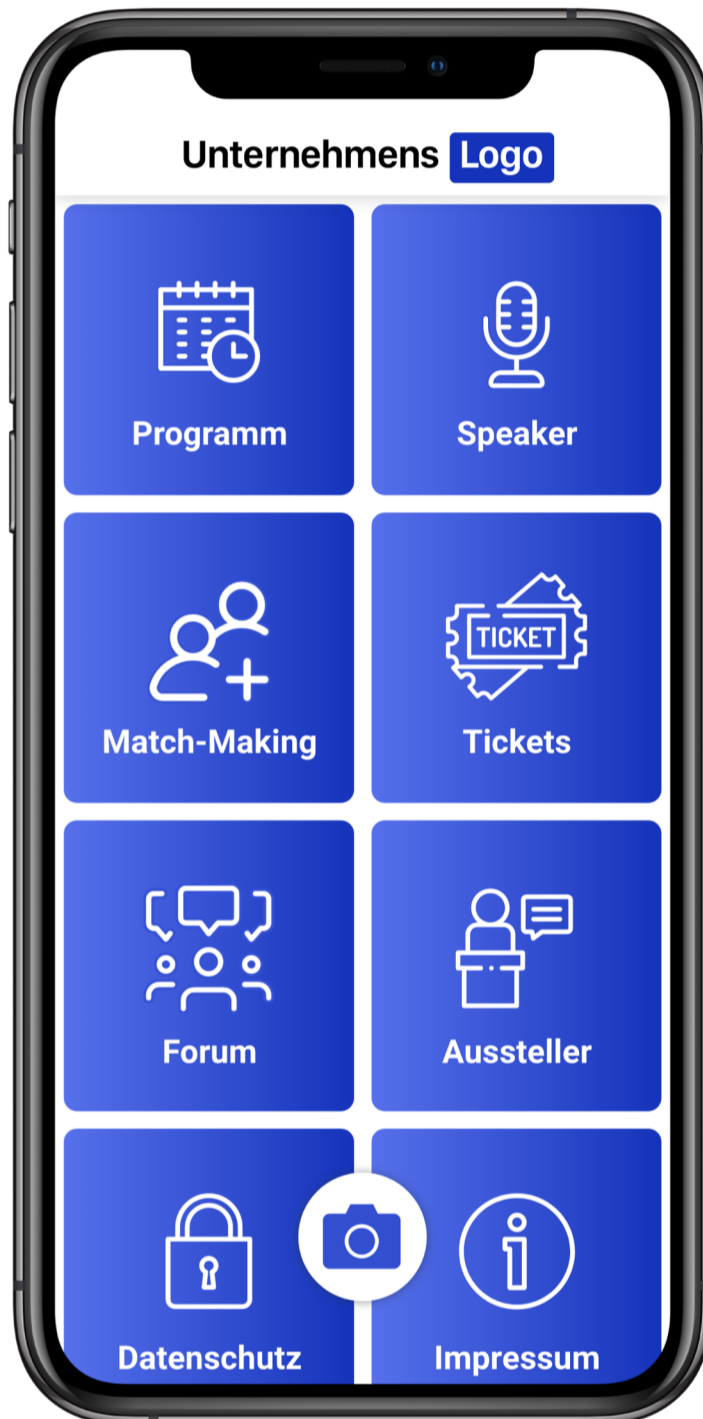 Unternehmens Logo
Programm
Speaker
Match-Making
TICKET
Tickets
Forum
Aussteller
Datenschutz
Impressum